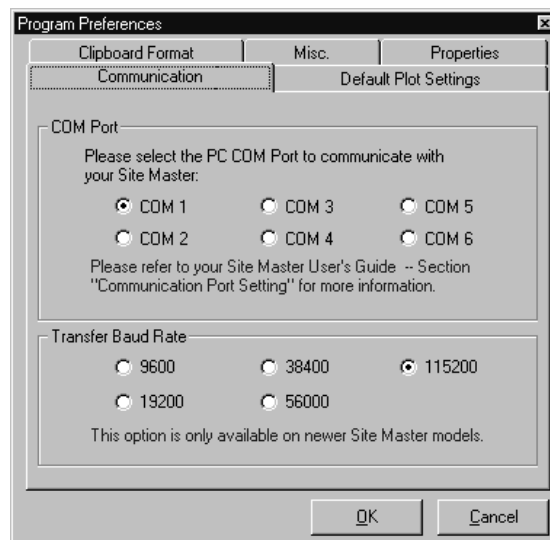 Program Preferences
Clipboard Format Misc. Properties
Communication Default Plot Settings
COM Port
Please select the PC COM Port to communicate with
your Site Master:
COM 1 COM 3 COM 5
COM 2 COM 4 COM 6
Please refer to your Site Master User's Guide -- Section
"Communication Port Setting" for more information.
Transfer Baud Rate
9600 38400 115200
19200 56000
This option is only available on newer Site Master models.
OK Cancel